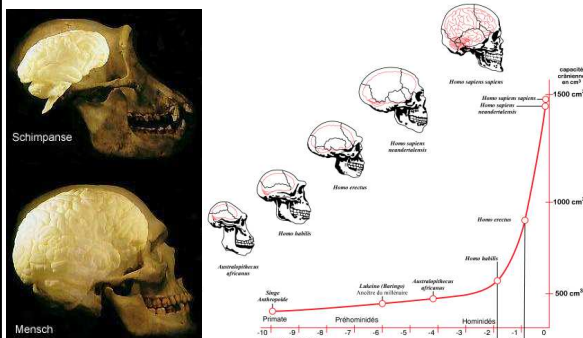 Schimpanse
Mensch
Homo sapiens sapiens
Homo sapiens
neandertalensis
Homo erectus
Homo habilis
Australopithecus
africanus
capacité
crânienne
en cm³
1500 cm³
Homo sapiens sapiens
Homo sapiens
neandertalensis
1000 cm³
Homo erectus
Homo habilis
500 cm³
Singe
Anthropoïde
Lukeino (Baringo)
Ancêtre du millénaire
Australopithecus
africanus
Primate
Préhominidés
Hominidés
-10 -9 -8 -7 -6 -5 -4 -3 -2 -1 0